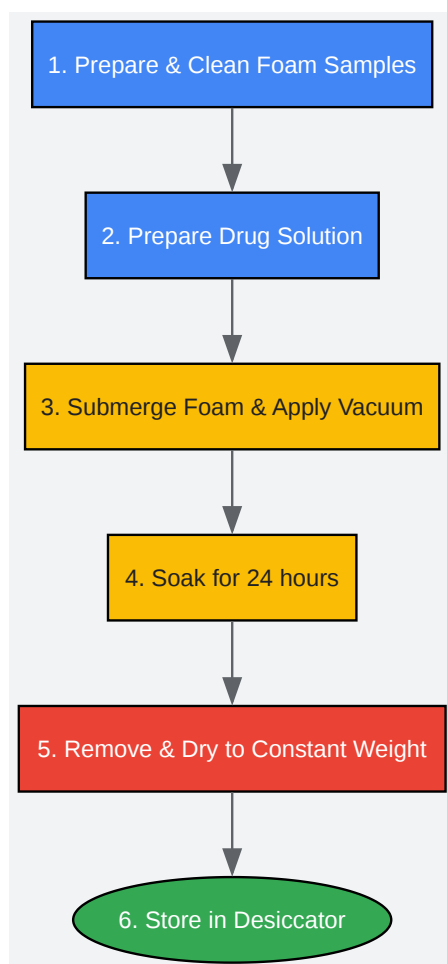 1. Prepare & Clean Foam Samples
2. Prepare Drug Solution
3. Submerge Foam & Apply Vacuum
4. Soak for 24 hours
5. Remove & Dry to Constant Weight
6. Store in Desiccator